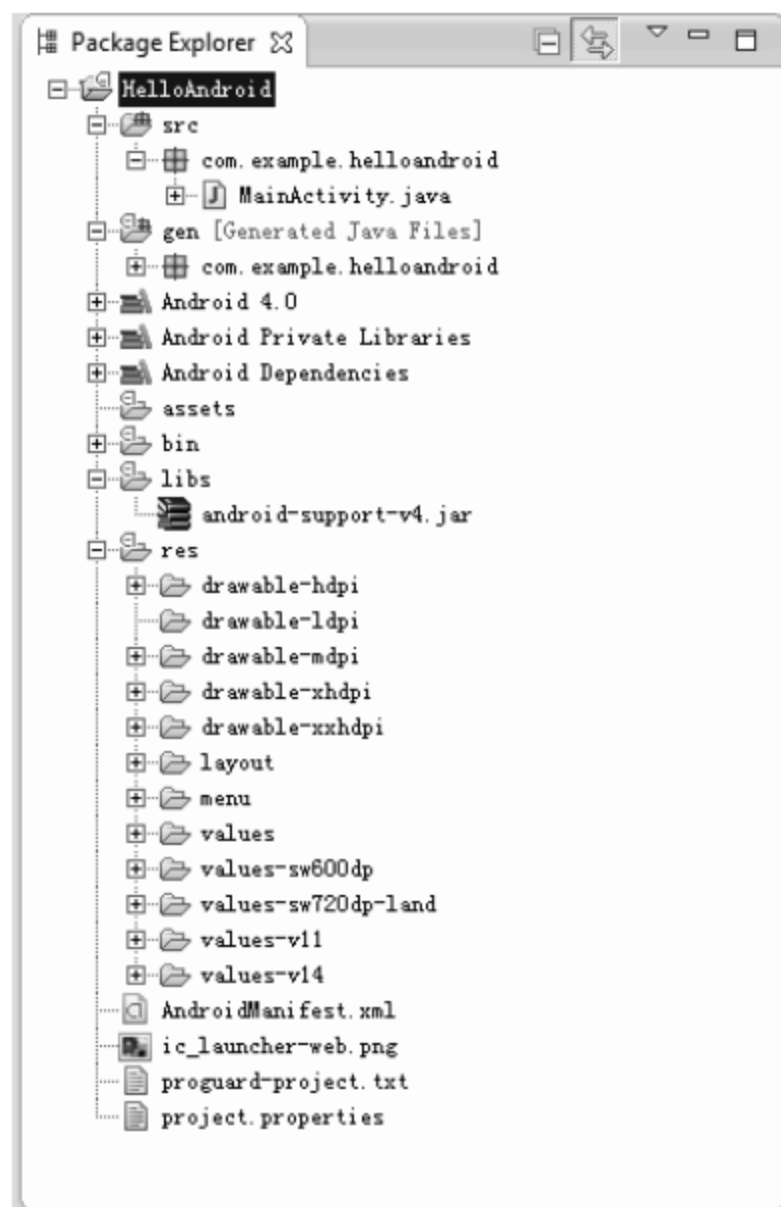 Package Explorer
HelloAndroid
src
com.example.helloandroid
MainActivity.java
gen [Generated Java Files]
com.example.helloandroid
Android 4.0
Android Private Libraries
Android Dependencies
assets
bin
libs
android-support-v4.jar
res
drawable-hdpi
drawable-ldpi
drawable-mdpi
drawable-xhdpi
drawable-xxhdpi
layout
menu
values
values-sw600dp
values-sw720dp-land
values-v11
values-v14
AndroidManifest.xml
ic_launcher-web.png
proguard-project.txt
project.properties